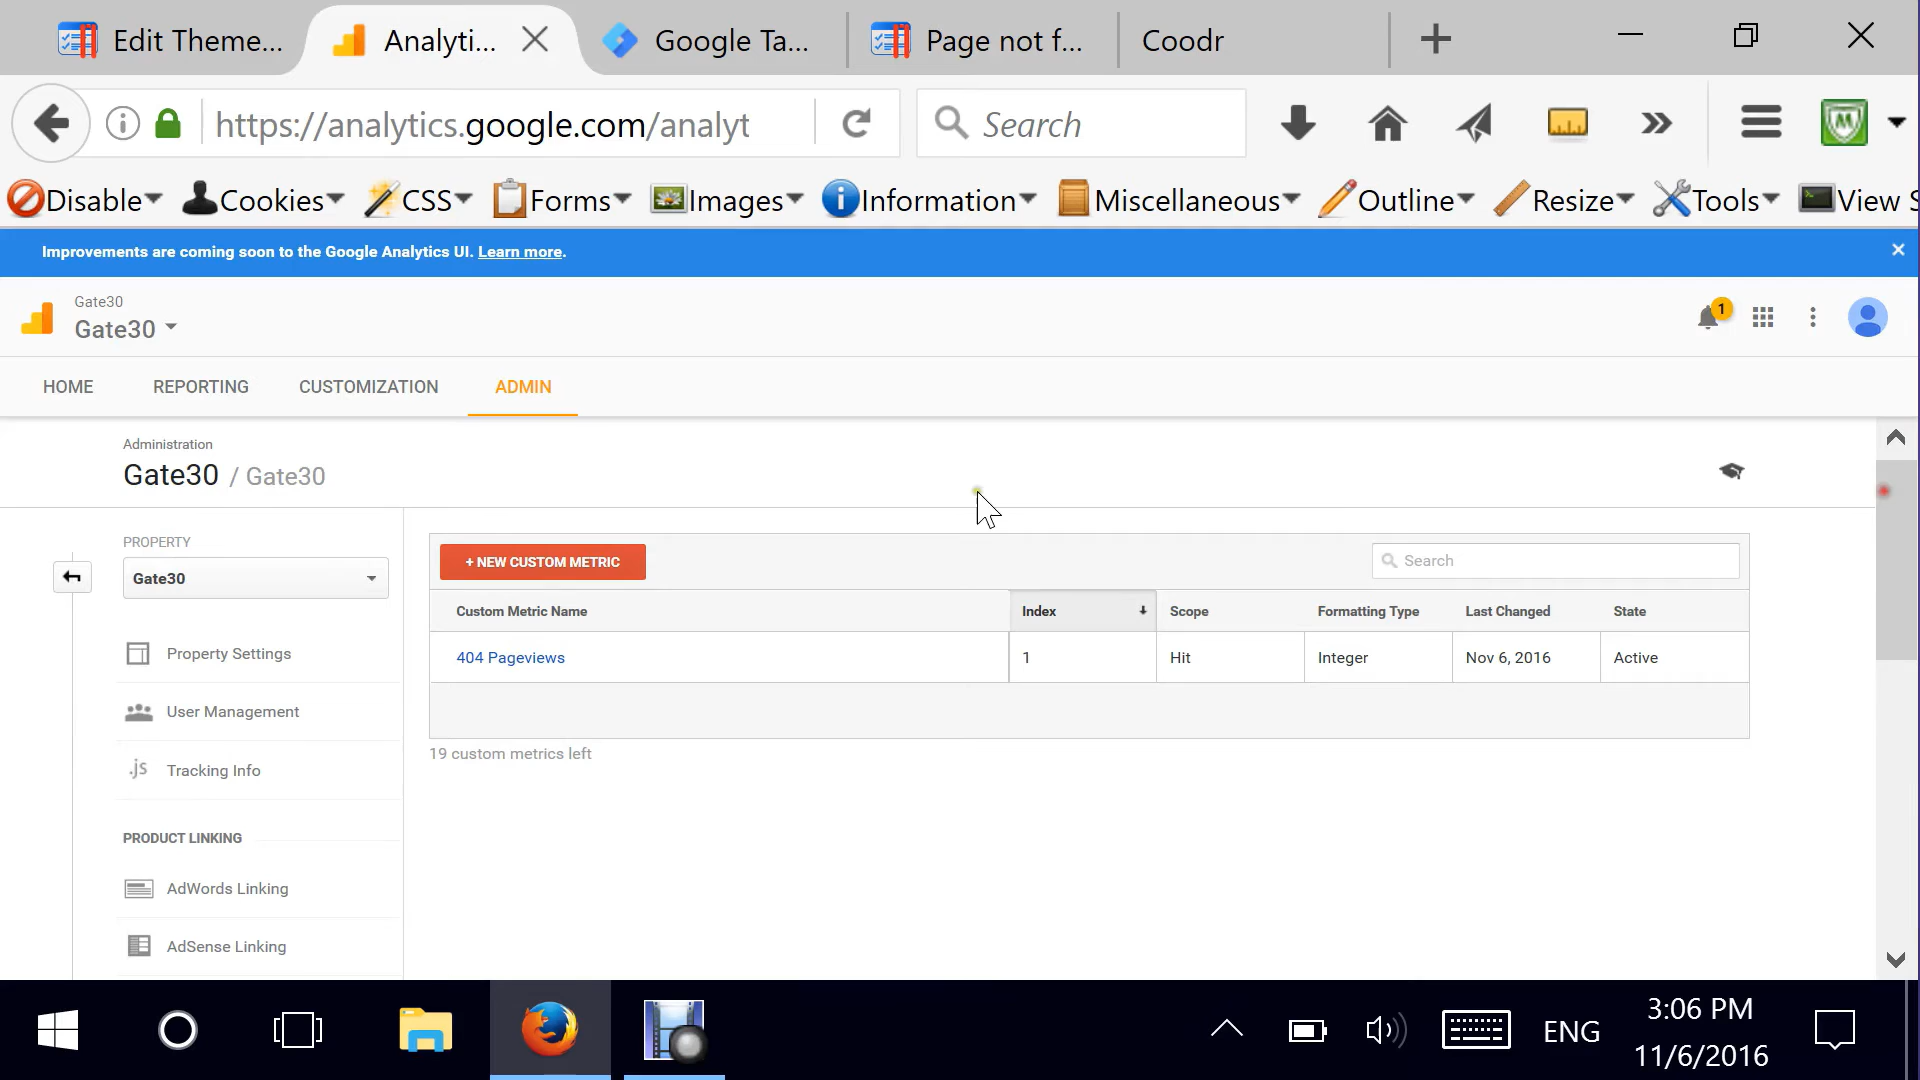 Edit Theme... Analyti... Google Ta... Page not f... Coodr
https://analytics.google.com/analyt Search
Disable Cookies CSS Forms Images Information Miscellaneous Outline Resize Tools View S
Improvements are coming soon to the Google Analytics UI. Learn more.
Gate30
Gate30
1
HOME REPORTING CUSTOMIZATION ADMIN
Administration
Gate30 / Gate30
PROPERTY
Gate30
Property Settings
User Management
.js Tracking Info
PRODUCT LINKING
AdWords Linking
AdSense Linking
+ NEW CUSTOM METRIC Search
Custom Metric Name Index Scope Formatting Type Last Changed State
404 Pageviews 1 Hit Integer Nov 6, 2016 Active
19 custom metrics left
ENG
3:06 PM
11/6/2016